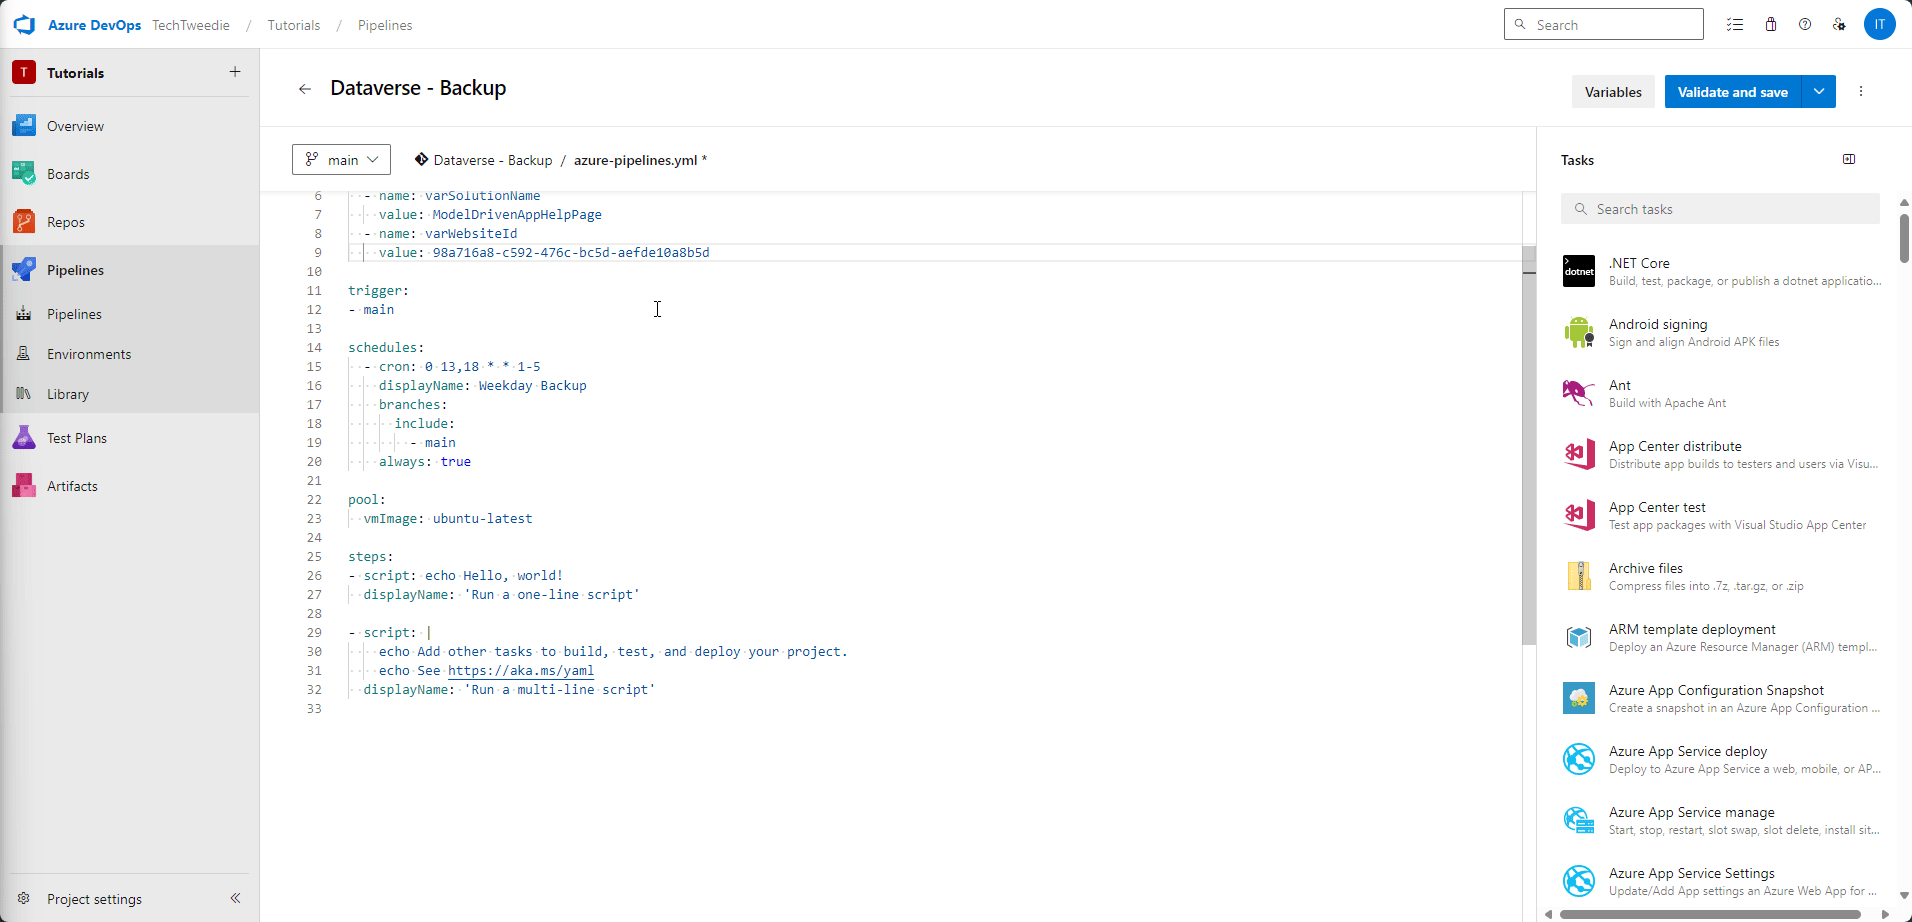 Azure DevOps TechTweedie / Tutorials / Pipelines
Search
IT
T Tutorials +
Overview
Boards
Repos
Pipelines
Pipelines
Environments
Library
Test Plans
Artifacts
Project settings
Dataverse - Backup
Variables
Validate and save
main
Dataverse - Backup / azure-pipelines.yml *
6 - name: varSolutionName
7 value: ModelDrivenAppHelpPage
8 - name: varWebsiteId
9 value: 98a716a8-c592-476c-bc5d-aefde10a8b5d
10
11 trigger:
12 - main
13
14 schedules:
15 - cron: 0 13,18 * * 1-5
16 displayName: Weekday Backup
17 branches:
18 include:
19 - main
20 always: true
21
22 pool:
23 vmImage: ubuntu-latest
24
25 steps:
26 - script: echo Hello, world!
27 displayName: 'Run a one-line script'
28
29 - script: |
30 echo Add other tasks to build, test, and deploy your project.
31 echo See https://aka.ms/yaml
32 displayName: 'Run a multi-line script'
33
Tasks
Search tasks
dotnet
.NET Core
Build, test, package, or publish a dotnet applicatio...
Android signing
Sign and align Android APK files
Ant
Build with Apache Ant
App Center distribute
Distribute app builds to testers and users via Visu...
App Center test
Test app packages with Visual Studio App Center
Archive files
Compress files into .7z, .tar.gz, or .zip
ARM template deployment
Deploy an Azure Resource Manager (ARM) templ...
Azure App Configuration Snapshot
Create a snapshot in an Azure App Configuration ...
Azure App Service deploy
Deploy to Azure App Service a web, mobile, or AP...
Azure App Service manage
Start, stop, restart, slot swap, slot delete, install sit...
Azure App Service Settings
Update/Add App settings an Azure Web App for ...